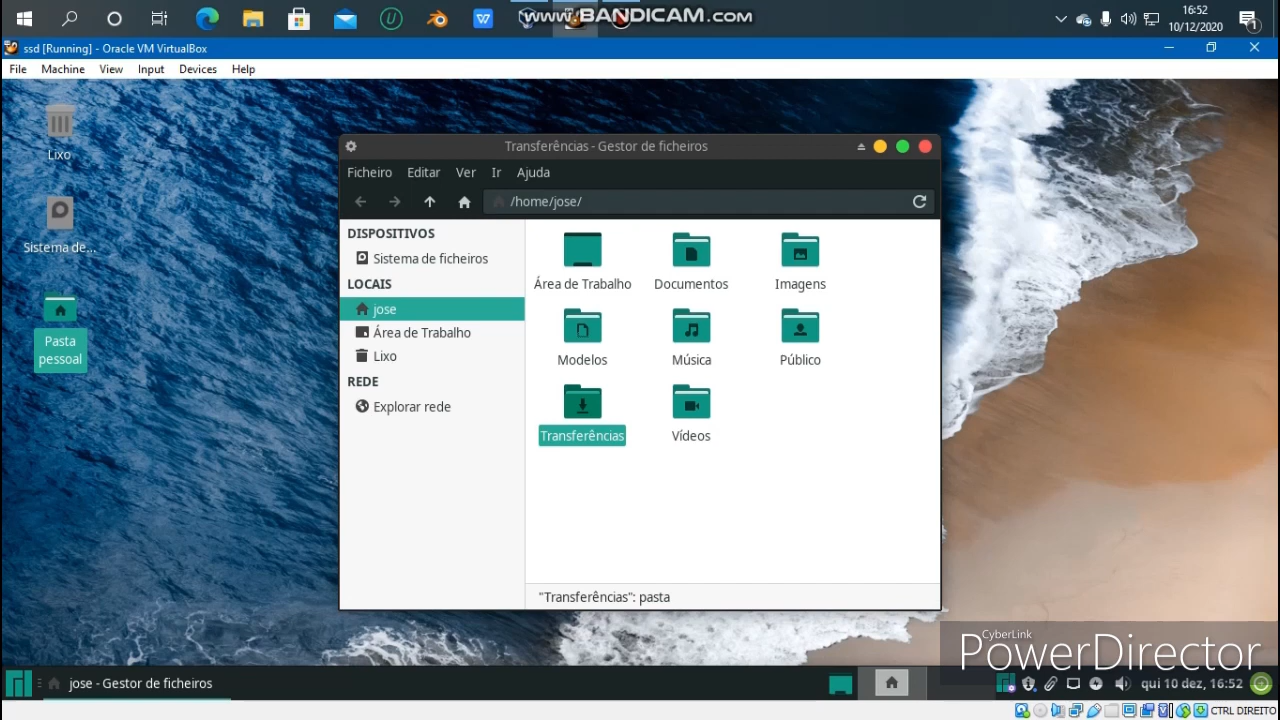 www.BANDICAM.com
16:52
10/12/2020
1
ssd [Running] - Oracle VM VirtualBox
File Machine View Input Devices Help
Lixo
Sistema de...
Pasta
pessoal
Transferências - Gestor de ficheiros
Ficheiro Editar Ver Ir Ajuda
/home/jose/
DISPOSITIVOS
Sistema de ficheiros
LOCAIS
jose
Área de Trabalho
Lixo
REDE
Explorar rede
Área de Trabalho
Documentos
Imagens
Modelos
Música
Público
Transferências
Vídeos
"Transferências": pasta
CyberLink
PowerDirector
jose - Gestor de ficheiros
qui 10 dez, 16:52
CTRL DIREITO